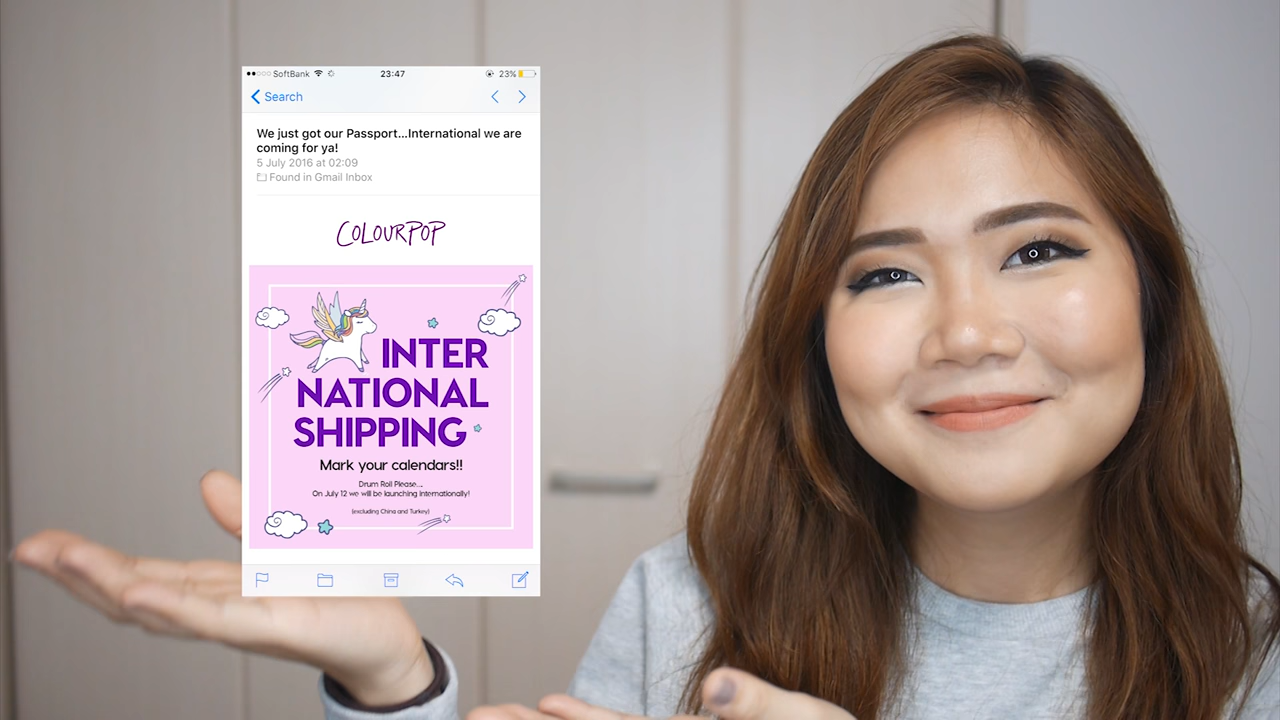 SoftBank 23:47 23%
Search
We just got our Passport...International we are
coming for ya!
5 July 2016 at 02:09
Found in Gmail Inbox
COLOURPOP
INTER
NATIONAL
SHIPPING
Mark your calendars!!
Drum Roll Please....
On July 12 we will be launching internationally!
(excluding China and Turkey)